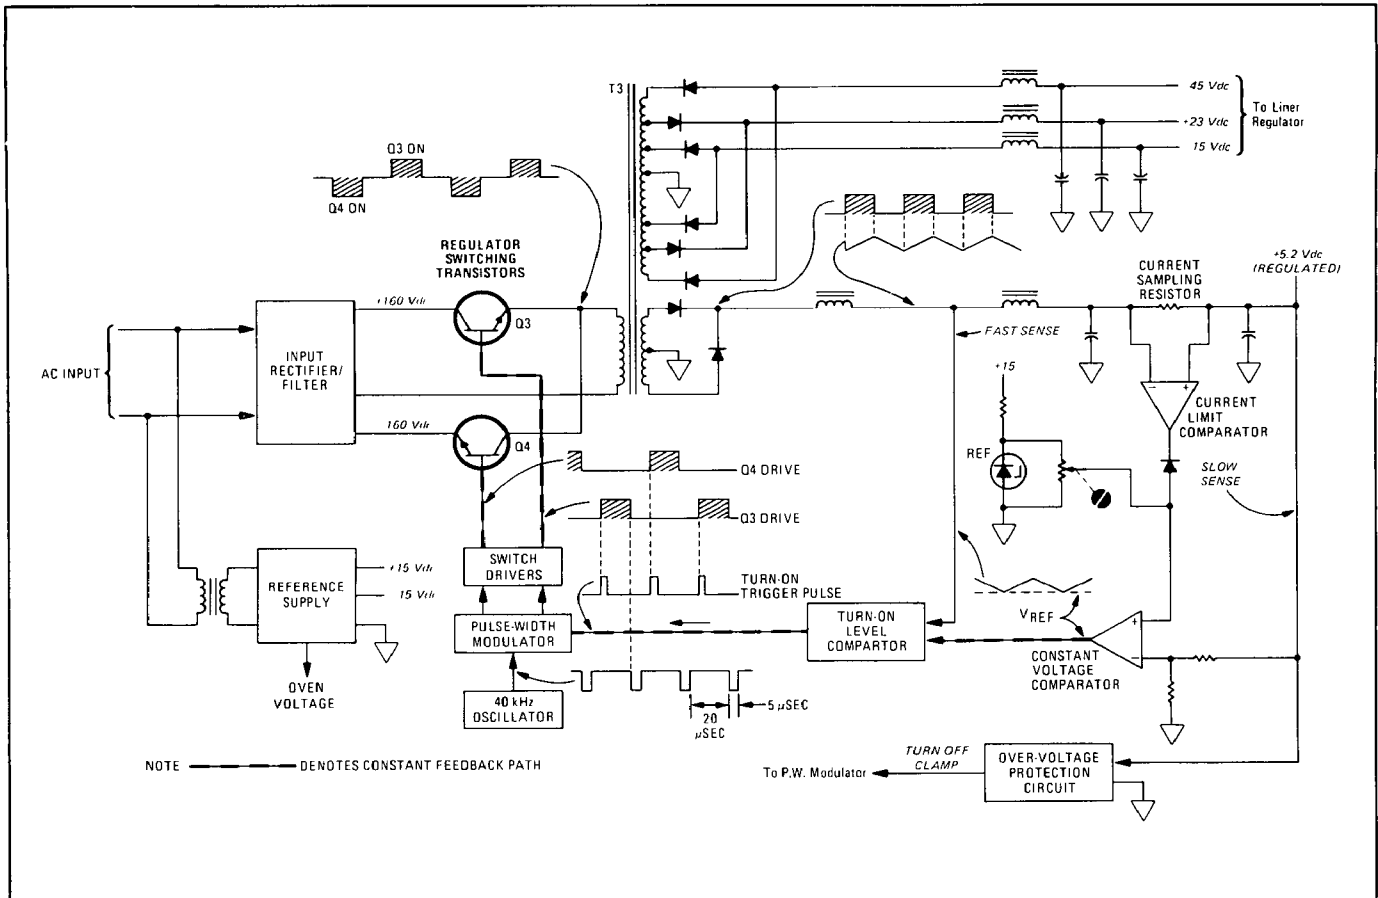 T3
45 Vdc
+23 Vdc
15 Vdc
To Liner
Regulator
Q3 ON
Q4 ON
REGULATOR
SWITCHING
TRANSISTORS
+160 Vdc
Q3
160 Vdc
Q4
AC INPUT
INPUT
RECTIFIER/
FILTER
+5.2 Vdc
(REGULATED)
CURRENT
SAMPLING
RESISTOR
FAST SENSE
+15
REF
CURRENT
LIMIT
COMPARATOR
SLOW
SENSE
Q4 DRIVE
Q3 DRIVE
TURN-ON
TRIGGER PULSE
SWITCH
DRIVERS
PULSE-WIDTH
MODULATOR
40 kHz
OSCILLATOR
20
µSEC
5 µSEC
TURN-ON
LEVEL
COMPARTOR
VREF
+
−
CONSTANT
VOLTAGE
COMPARATOR
− +
REFERENCE
SUPPLY
+15 Vdc
15 Vdc
OVEN
VOLTAGE
NOTE DENOTES CONSTANT FEEDBACK PATH
To P.W. Modulator
TURN OFF
CLAMP
OVER-VOLTAGE
PROTECTION
CIRCUIT